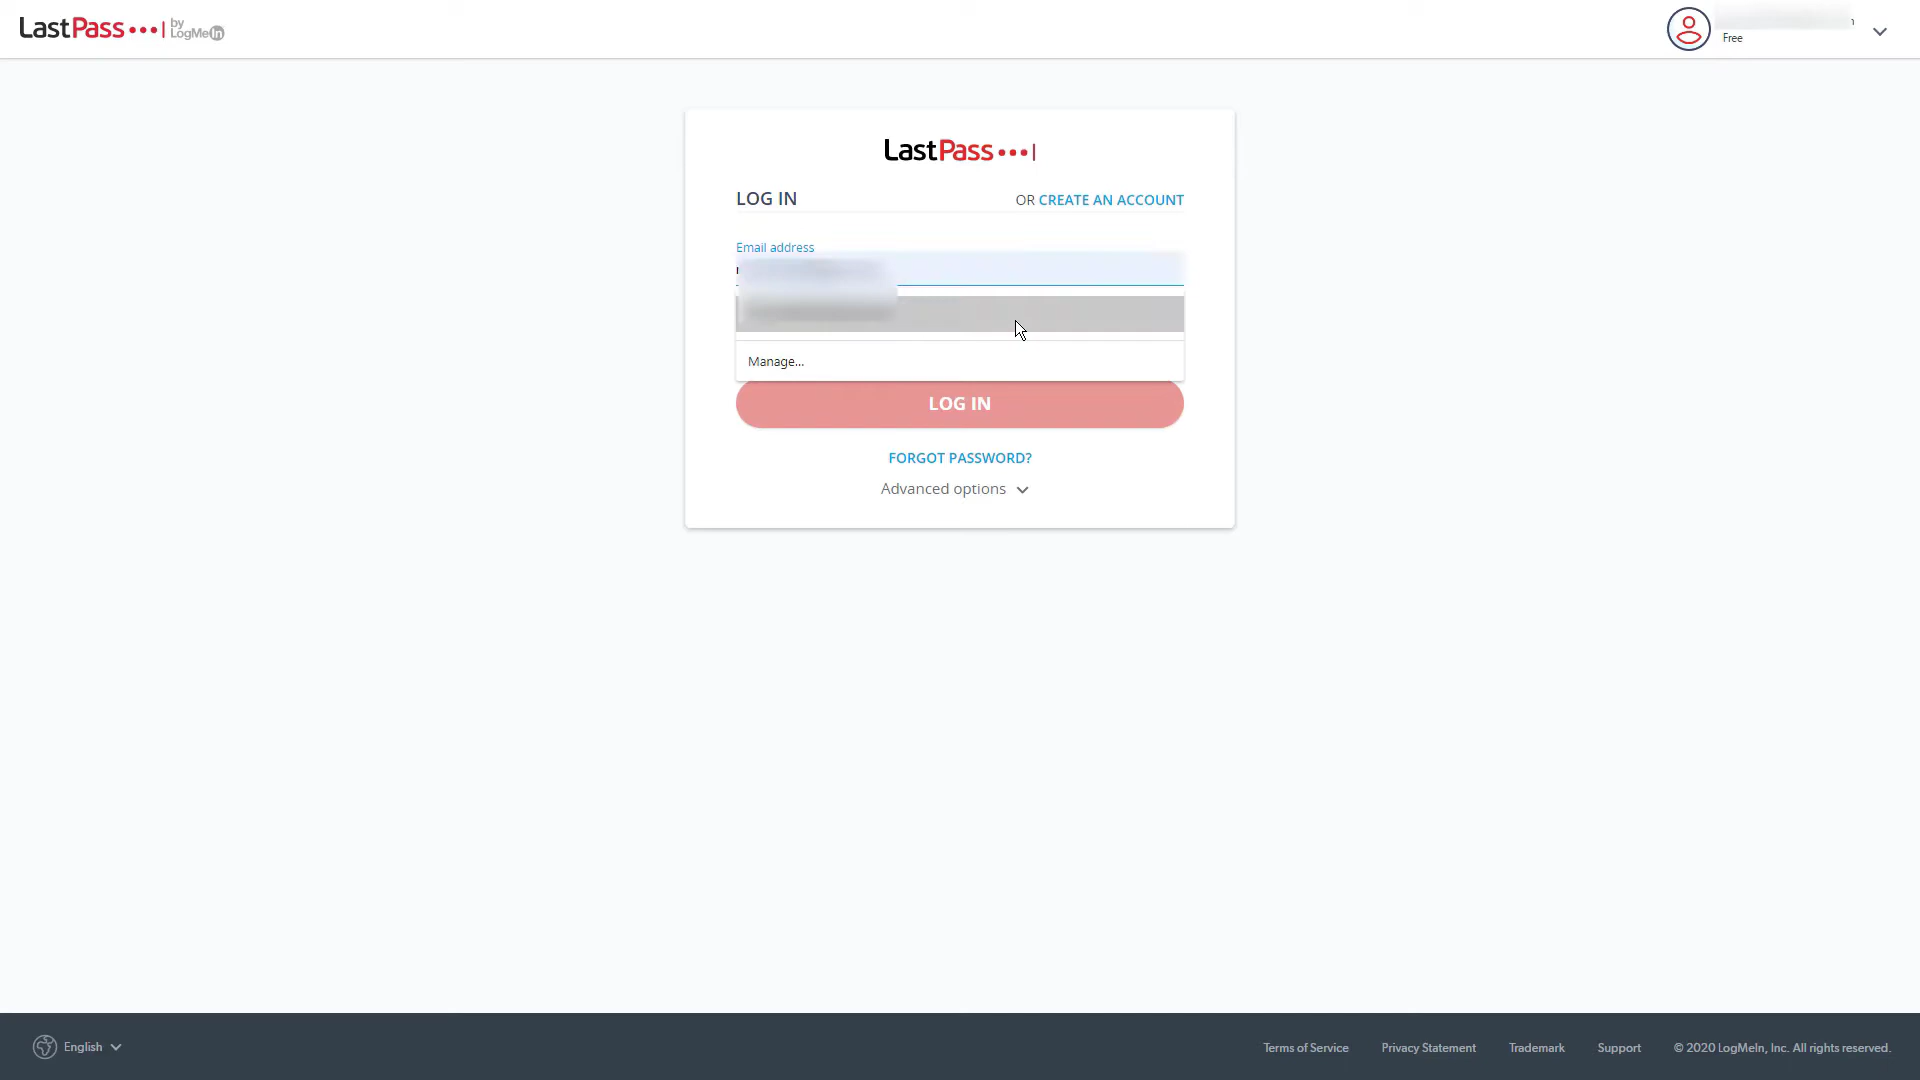 LastPass
by
LogMeIn
Free
LastPass
LOG IN
OR CREATE AN ACCOUNT
Email address
Manage...
LOG IN
FORGOT PASSWORD?
Advanced options
English
Terms of Service
Privacy Statement
Trademark
Support
© 2020 LogMeIn, Inc. All rights reserved.